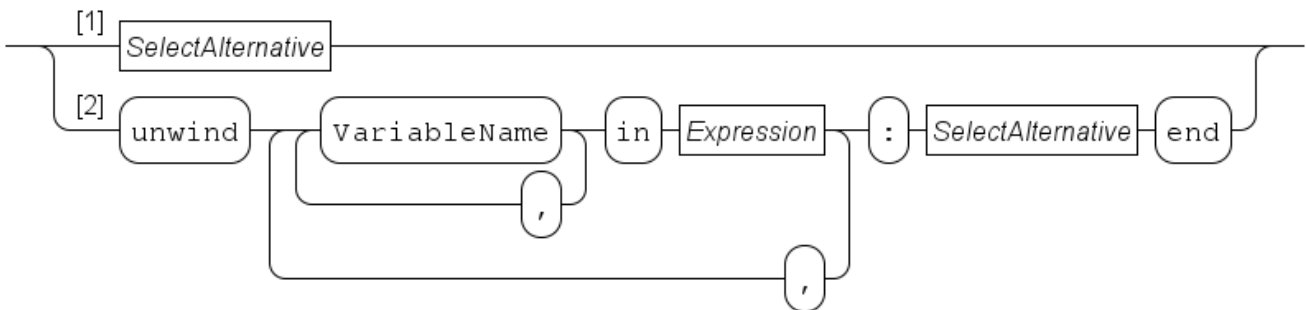 [1] SelectAlternative
[2] unwind VariableName in Expression : SelectAlternative end
,
,